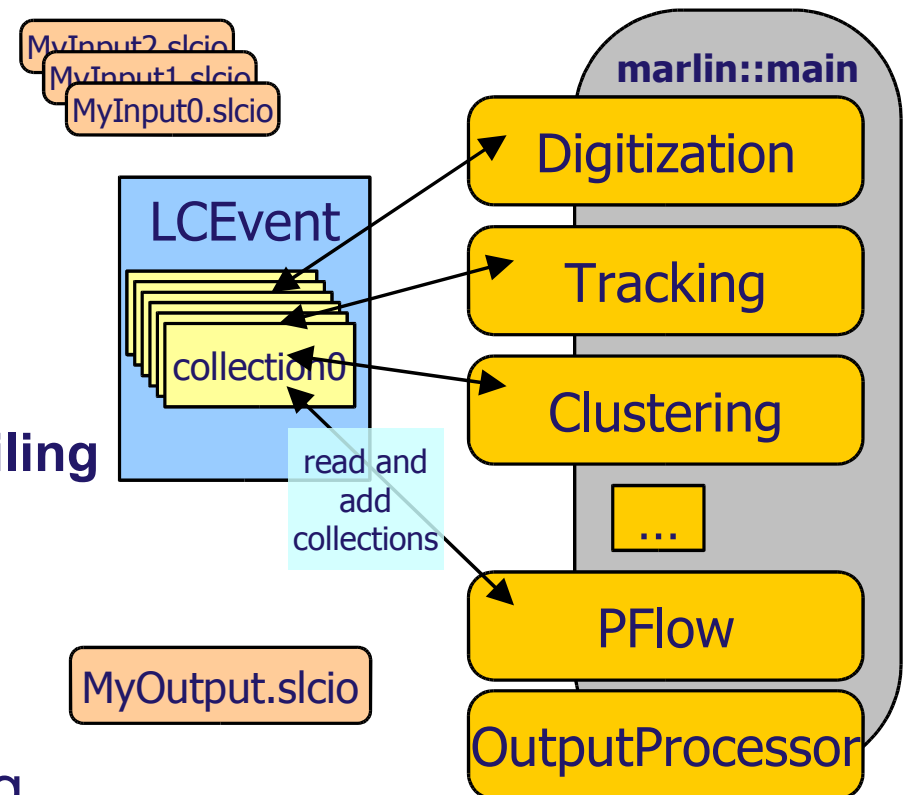 MyInput2.slcio
MyInput1.slcio
MyInput0.slcio
marlin::main
Digitization
LCEvent
Tracking
collection0
Clustering
iling
read and
add
collections
...
PFlow
MyOutput.slcio
OutputProcessor